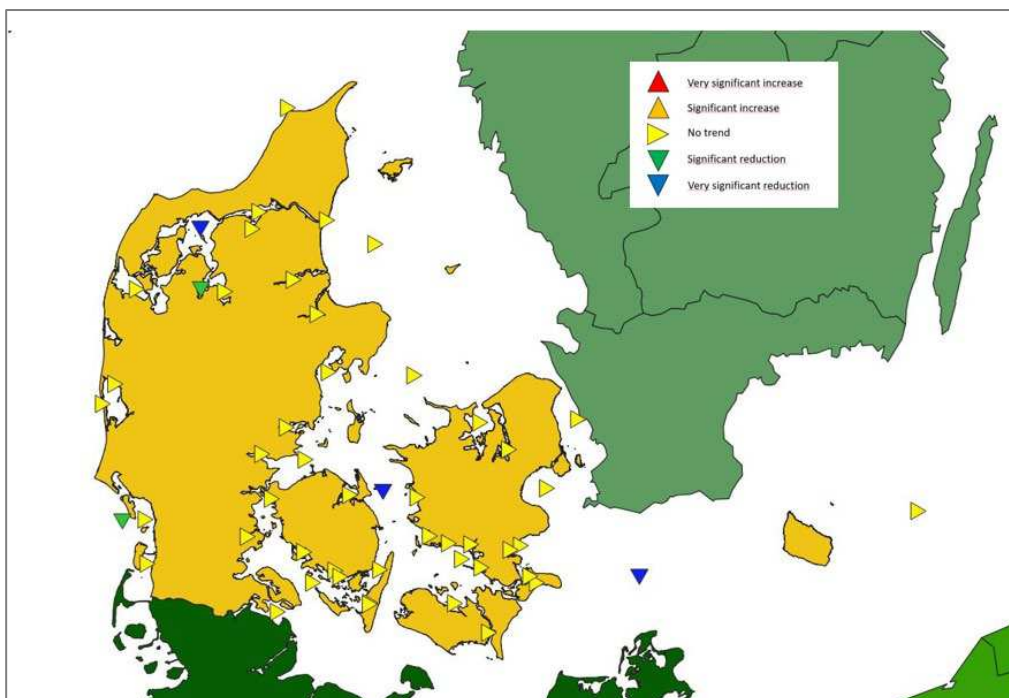 Very significant increase
Significant increase
No trend
Significant reduction
Very significant reduction